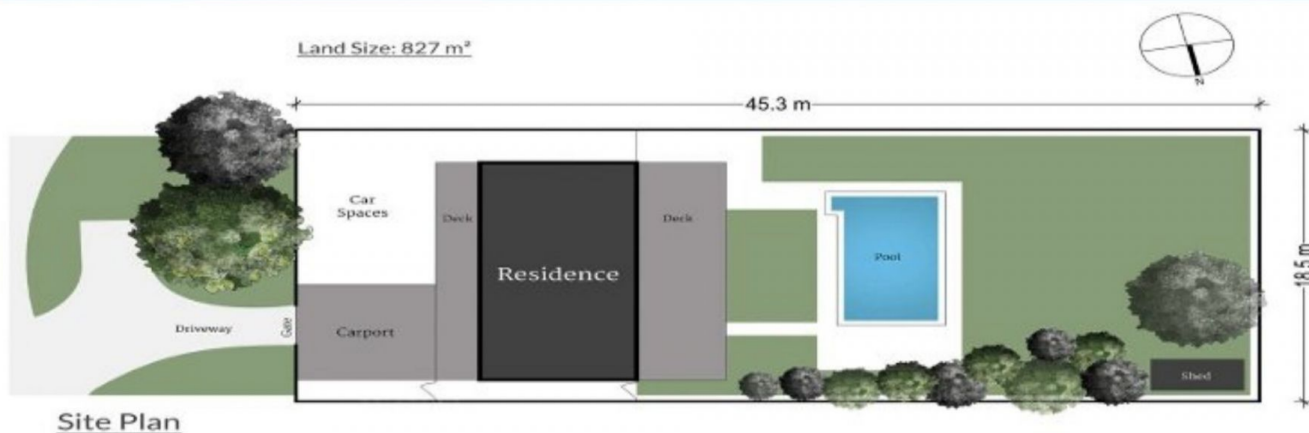 Land Size: 827 m²
N
45.3 m
Car
Spaces
Deck
Deck
Residence
Pool
18.5 m
Driveway
Gate
Carport
Shed
Site Plan